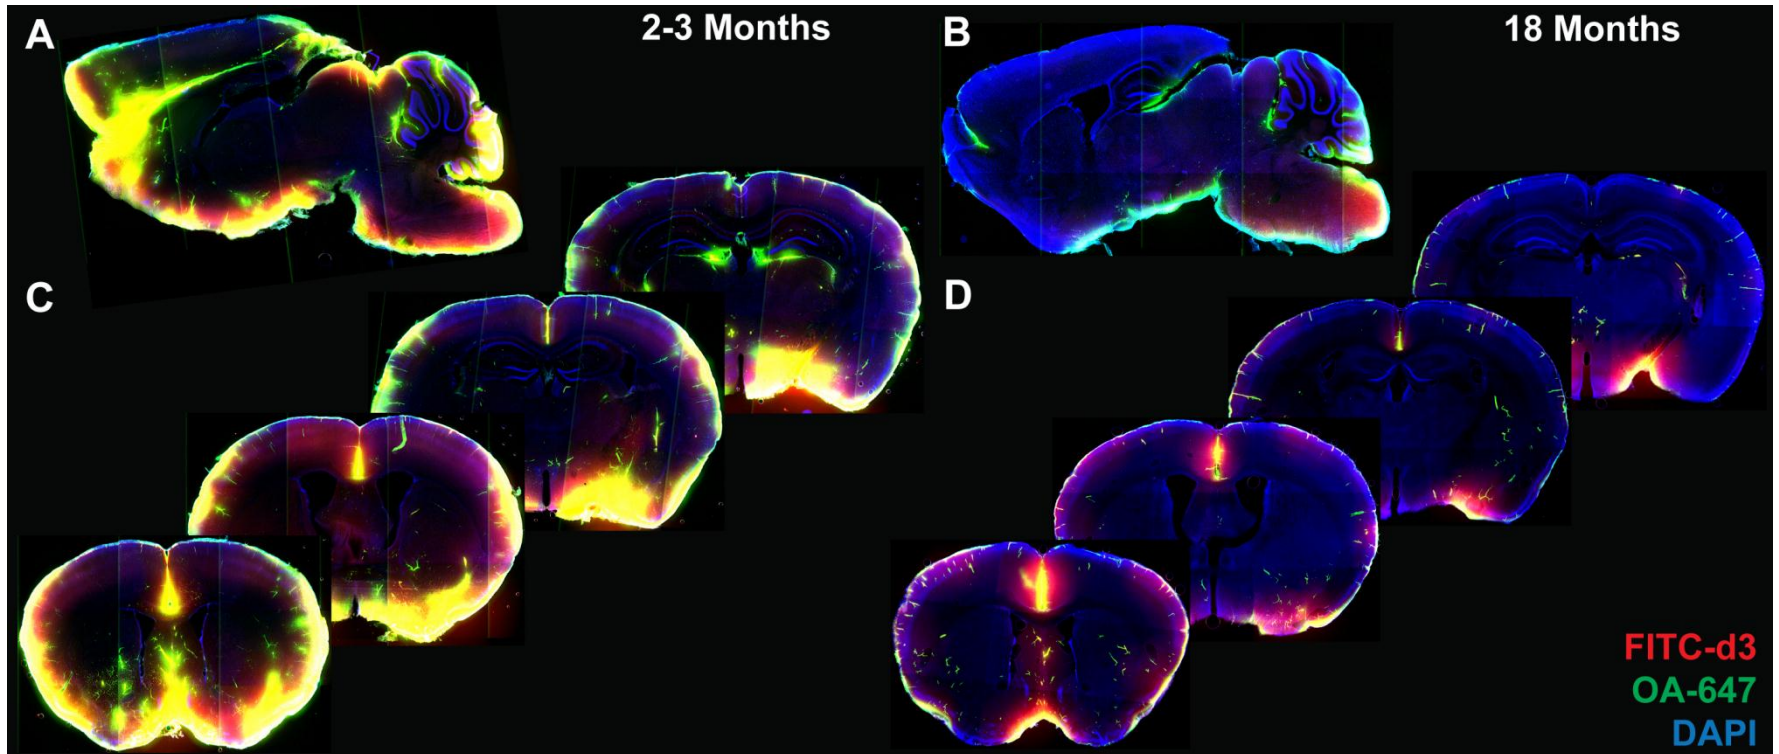 A
2-3 Months
B
18 Months
C
D
FITC-d3
OA-647
DAPI